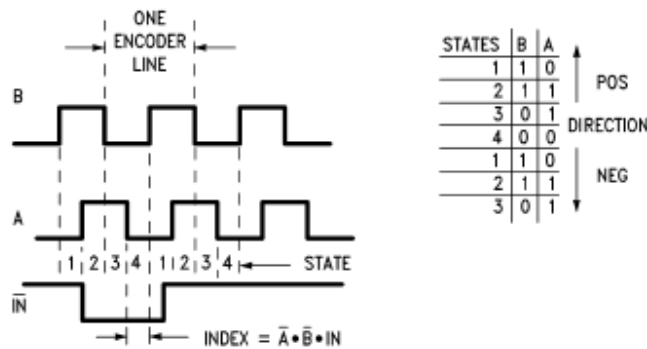 ONE
ENCODER
LINE
B
A
1 2 3 4 1 2 3 4 STATE
I̅N̅
INDEX = A̅•B̅•IN
STATES B A
1 1 0
2 1 1
3 0 1
4 0 0
1 1 0
2 1 1
3 0 1
POS
DIRECTION
NEG